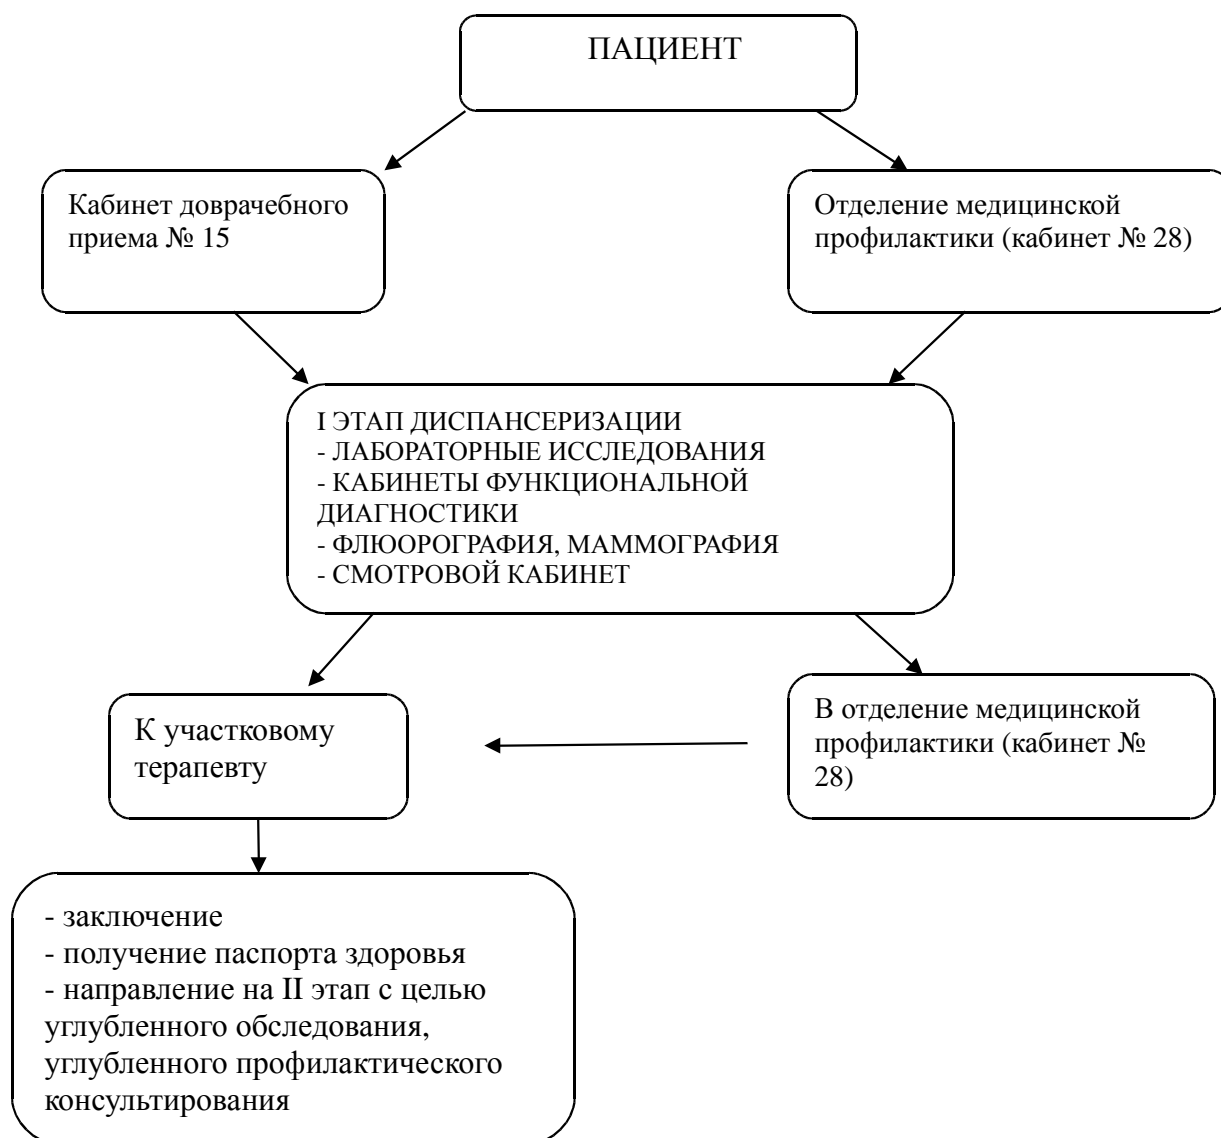 ПАЦИЕНТ
Кабинет доврачебного
приема № 15
Отделение медицинской
профилактики (кабинет № 28)
I ЭТАП ДИСПАНСЕРИЗАЦИИ
- ЛАБОРАТОРНЫЕ ИССЛЕДОВАНИЯ
- КАБИНЕТЫ ФУНКЦИОНАЛЬНОЙ
ДИАГНОСТИКИ
- ФЛЮОРОГРАФИЯ, МАММОГРАФИЯ
- СМОТРОВОЙ КАБИНЕТ
К участковому
терапевту
В отделение медицинской
профилактики (кабинет №
28)
- заключение
- получение паспорта здоровья
- направление на II этап с целью
углубленного обследования,
углубленного профилактического
консультирования